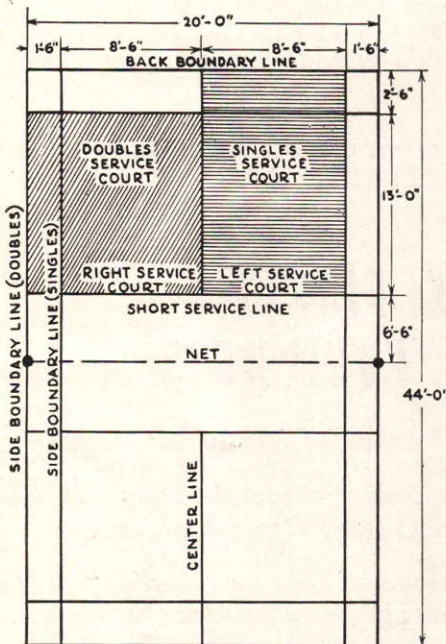 20'-0"
1'-6" 8'-6" 8'-6" 1'-6"
BACK BOUNDARY LINE
2'-6"
DOUBLES
SERVICE
COURT
SINGLES
SERVICE
COURT
13'-0"
RIGHT SERVICE
COURT
LEFT SERVICE
COURT
SHORT SERVICE LINE
6'-6"
NET
44'-0"
SIDE BOUNDARY LINE (DOUBLES)
SIDE BOUNDARY LINE (SINGLES)
CENTER LINE